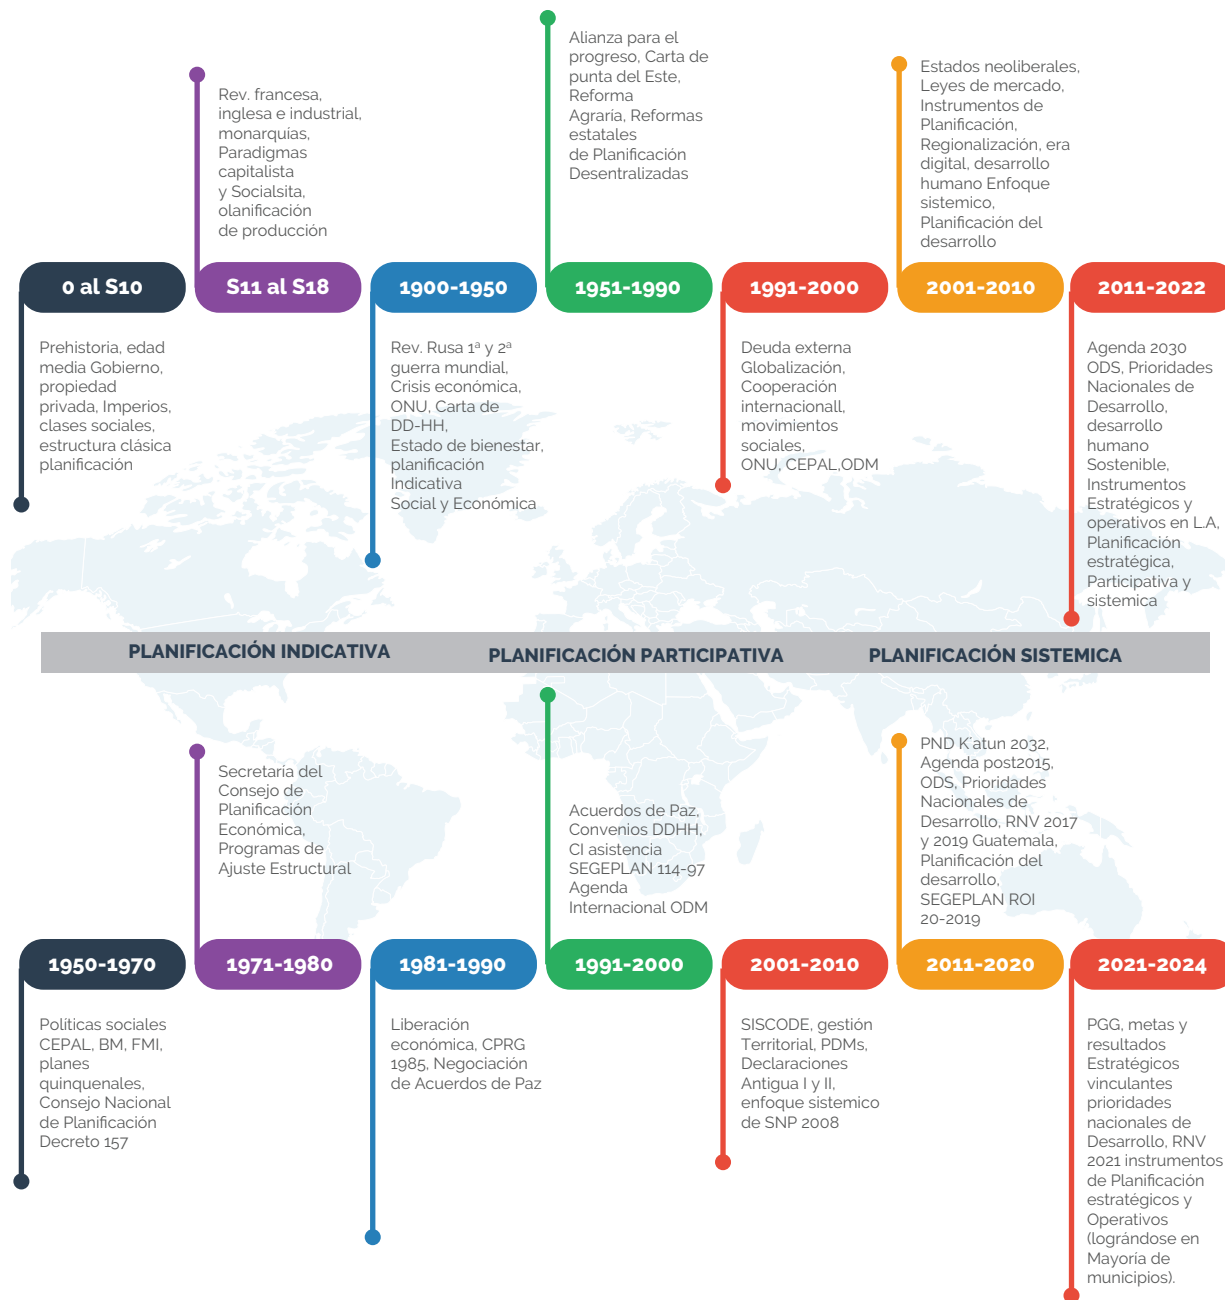 Alianza para el
progreso, Carta de
punta del Este,
Reforma
Agraría, Reformas
estatales
de Planificación
Desentralizadas
Estados neoliberales,
Leyes de mercado,
Instrumentos de
Planificación,
Regionalización, era
digital, desarrollo
humano Enfoque
sistemico,
Planificación del
desarrollo
Rev. francesa,
inglesa e industrial,
monarquías,
Paradigmas
capitalista
y Socialsita,
olanificación
de producción
0 al S10
S11 al S18
1900-1950
1951-1990
1991-2000
2001-2010
2011-2022
Prehistoria, edad
media Gobierno,
propiedad
privada, Imperios,
clases sociales,
estructura clásica
planificación
Rev. Rusa 1ª y 2ª
guerra mundial,
Crisis económica,
ONU, Carta de
DD-HH,
Estado de bienestar,
planificación
Indicativa
Social y Económica
Deuda externa
Globalización,
Cooperación
internacionall,
movimientos
sociales,
ONU, CEPAL,ODM
Agenda 2030
ODS, Prioridades
Nacionales de
Desarrollo,
desarrollo
humano
Sostenible,
Instrumentos
Estratégicos y
operativos en L.A,
Planificación
estratégica,
Participativa y
sistemica
PLANIFICACIÓN INDICATIVA
PLANIFICACIÓN PARTICIPATIVA
PLANIFICACIÓN SISTEMICA
Secretaría del
Consejo de
Planificación
Económica,
Programas de
Ajuste Estructural
Acuerdos de Paz,
Convenios DDHH,
CI asistencia
SEGEPLAN 114-97
Agenda
Internacional ODM
PND K´atun 2032,
Agenda post2015,
ODS, Prioridades
Nacionales de
Desarrollo, RNV 2017
y 2019 Guatemala,
Planificación del
desarrollo,
SEGEPLAN ROI
20-2019
1950-1970
1971-1980
1981-1990
1991-2000
2001-2010
2011-2020
2021-2024
Políticas sociales
CEPAL, BM, FMI,
planes
quinquenales,
Consejo Nacional
de Planificación
Decreto 157
Liberación
económica, CPRG
1985, Negociación
de Acuerdos de Paz
SISCODE, gestión
Territorial, PDMs,
Declaraciones
Antigua I y II,
enfoque sistemico
de SNP 2008
PGG, metas y
resultados
Estratégicos
vinculantes
prioridades
nacionales de
Desarrollo, RNV
2021 instrumentos
de Planificación
estratégicos y
Operativos
(lográndose en
Mayoría de
municipios).